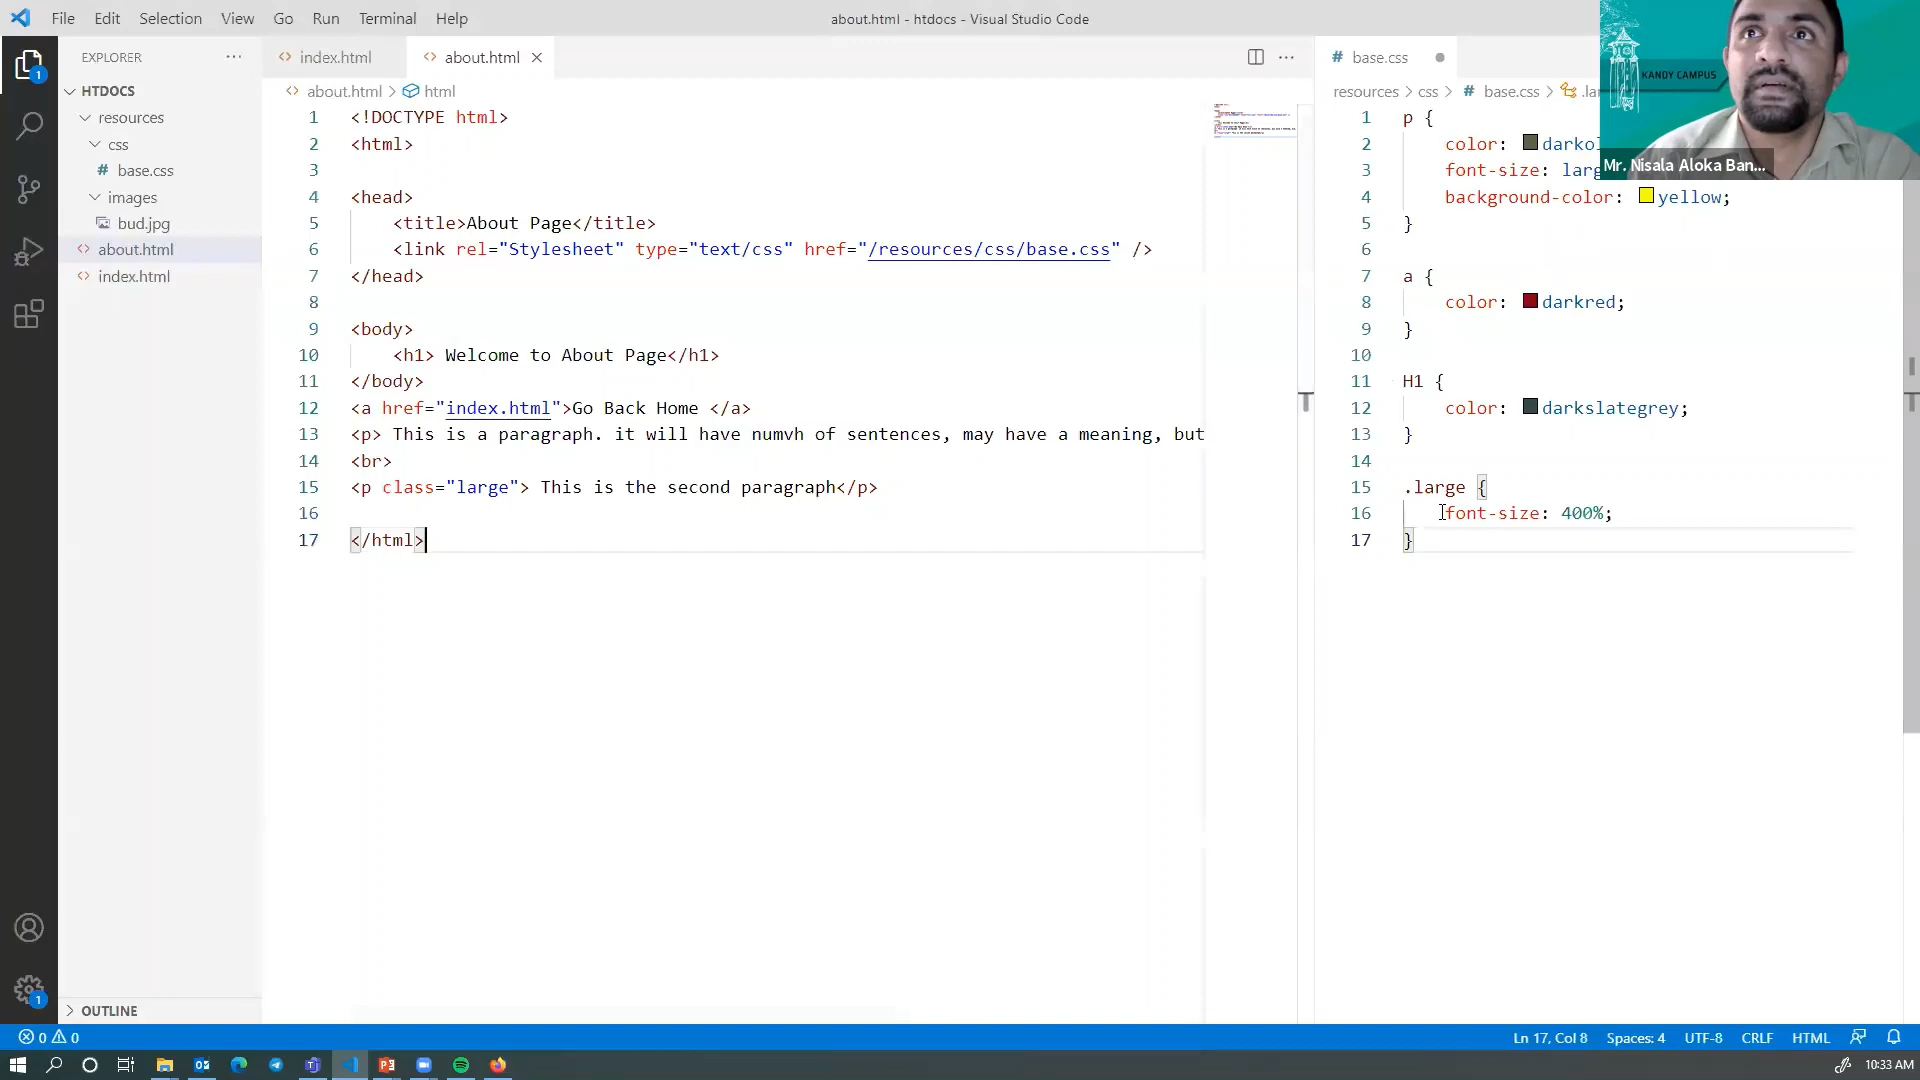 File Edit Selection View Go Run Terminal Help
about.html - htdocs - Visual Studio Code
KANDY CAMPUS
Mr. Nisala Aloka Ban...
EXPLORER
HTDOCS
resources
css
# base.css
images
bud.jpg
<> about.html
<> index.html
OUTLINE
<> index.html
<> about.html
<> about.html > html
1 <!DOCTYPE html>
2 <html>
3
4 <head>
5 <title>About Page</title>
6 <link rel="Stylesheet" type="text/css" href="/resources/css/base.css" />
7 </head>
8
9 <body>
10 <h1> Welcome to About Page</h1>
11 </body>
12 <a href="index.html">Go Back Home </a>
13 <p> This is a paragraph. it will have numvh of sentences, may have a meaning, but
14 <br>
15 <p class="large"> This is the second paragraph</p>
16
17 </html>
# base.css
resources > css > # base.css > .la
1 p {
2 color: darkol
3 font-size: larg
4 background-color: yellow;
5 }
6
7 a {
8 color: darkred;
9 }
10
11 H1 {
12 color: darkslategrey;
13 }
14
15 .large {
16 font-size: 400%;
17 }
1
1
0 0
Ln 17, Col 8 Spaces: 4 UTF-8 CRLF HTML
10:33 AM